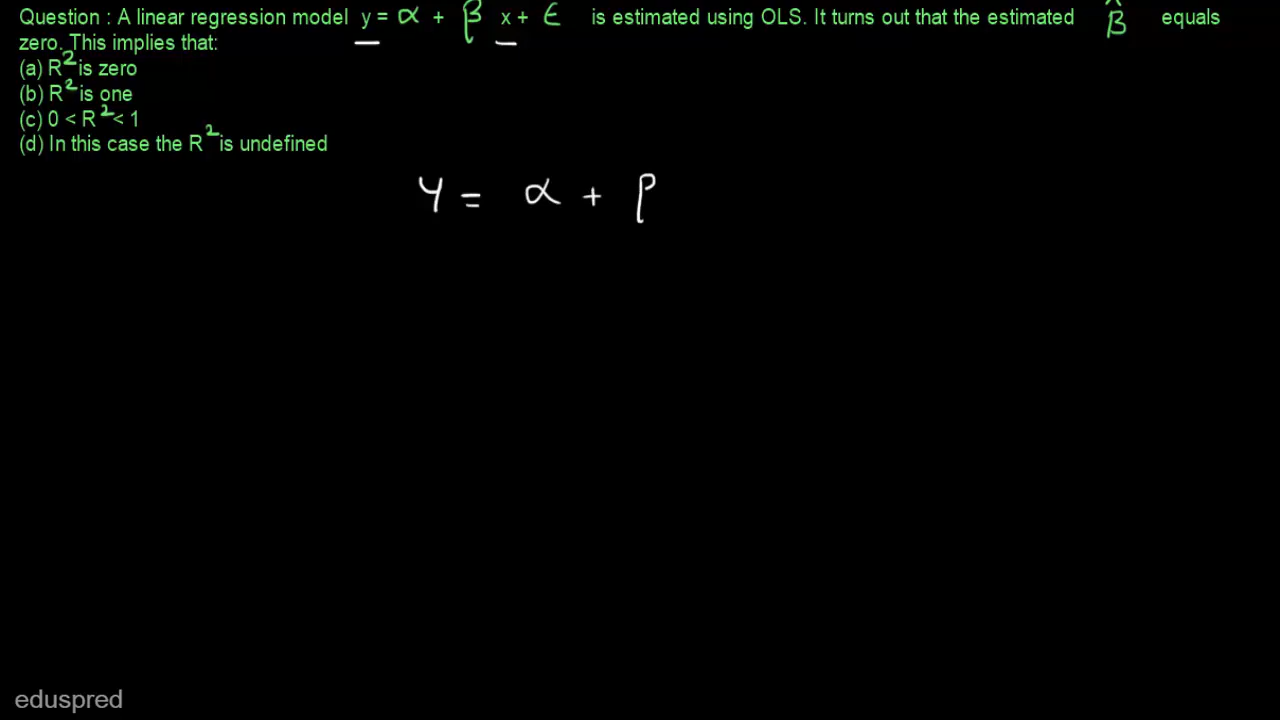 Question : A linear regression model y = α + β x + ϵ is estimated using OLS. It turns out that the estimated β̂ equals
zero. This implies that:
(a) R² is zero
(b) R² is one
(c) 0 < R² < 1
(d) In this case the R² is undefined
Y = α + β
eduspred